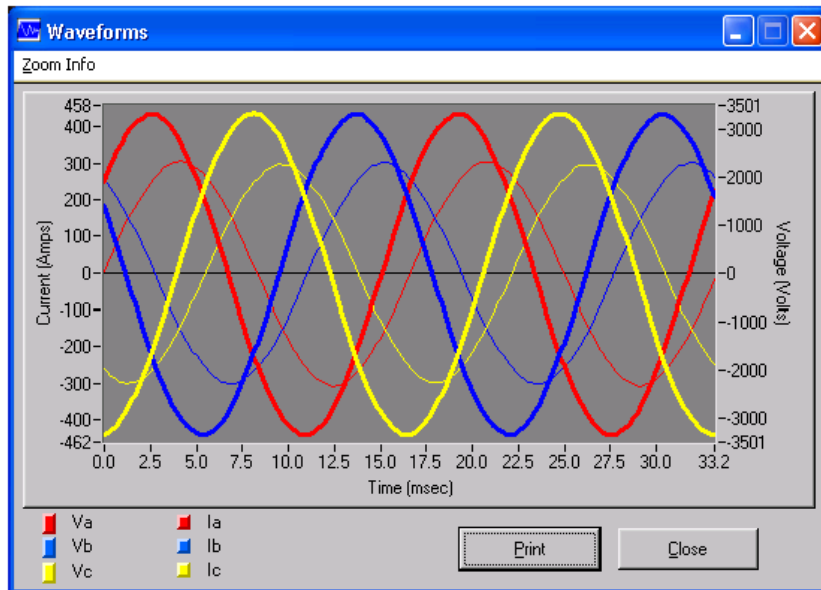 Waveforms
Zoom Info
458
400
300
200
100
0
-100
-200
-300
-400
-462
Current (Amps)
3501
3000
2000
1000
0
-1000
-2000
-3000
-3501
Voltage (Volts)
0.0 2.5 5.0 7.5 10.0 12.5 15.0 17.5 20.0 22.5 25.0 27.5 30.0 33.2
Time (msec)
Va Ia
Vb Ib
Vc Ic
Print Close